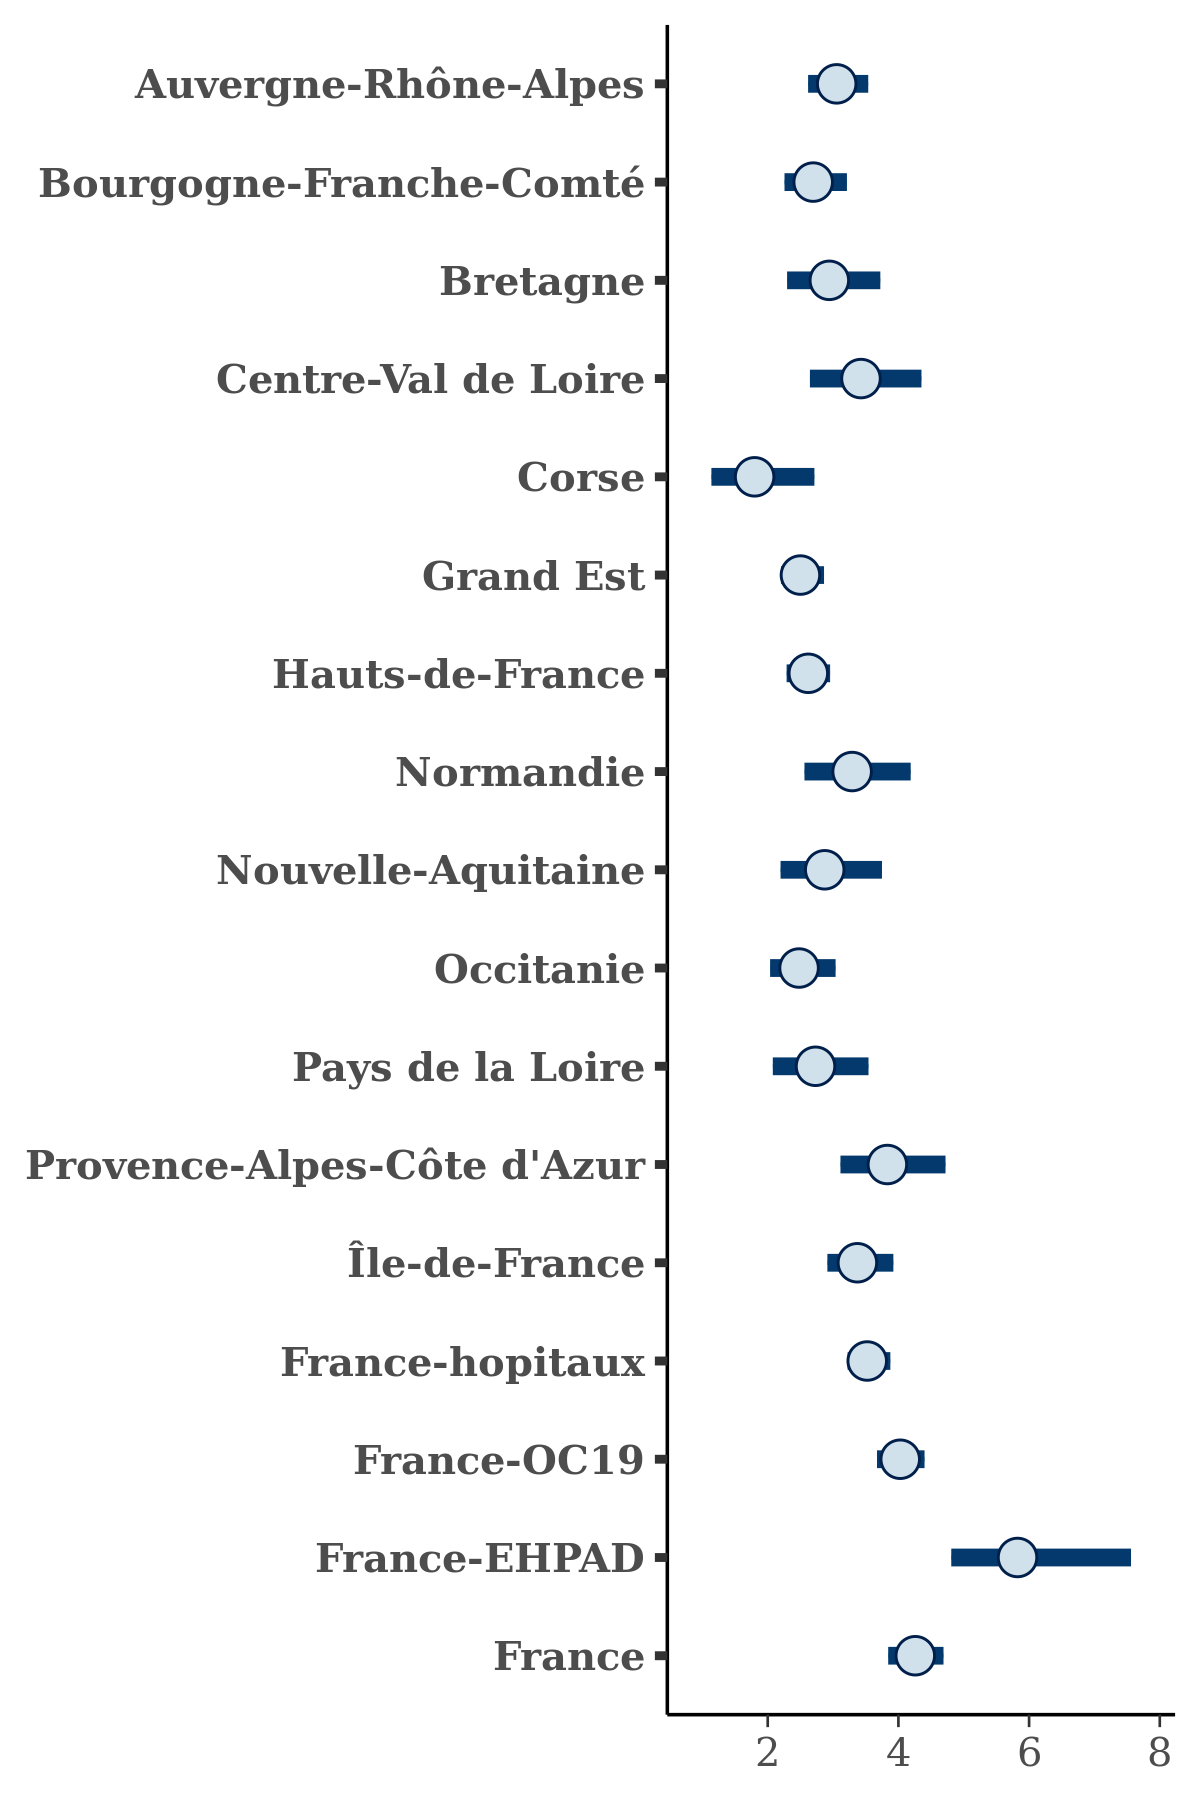 Auvergne-Rhône-Alpes
Bourgogne-Franche-Comté
Bretagne
Centre-Val de Loire
Corse
Grand Est
Hauts-de-France
Normandie
Nouvelle-Aquitaine
Occitanie
Pays de la Loire
Provence-Alpes-Côte d'Azur
Île-de-France
France-hopitaux
France-OC19
France-EHPAD
France
2 4 6 8